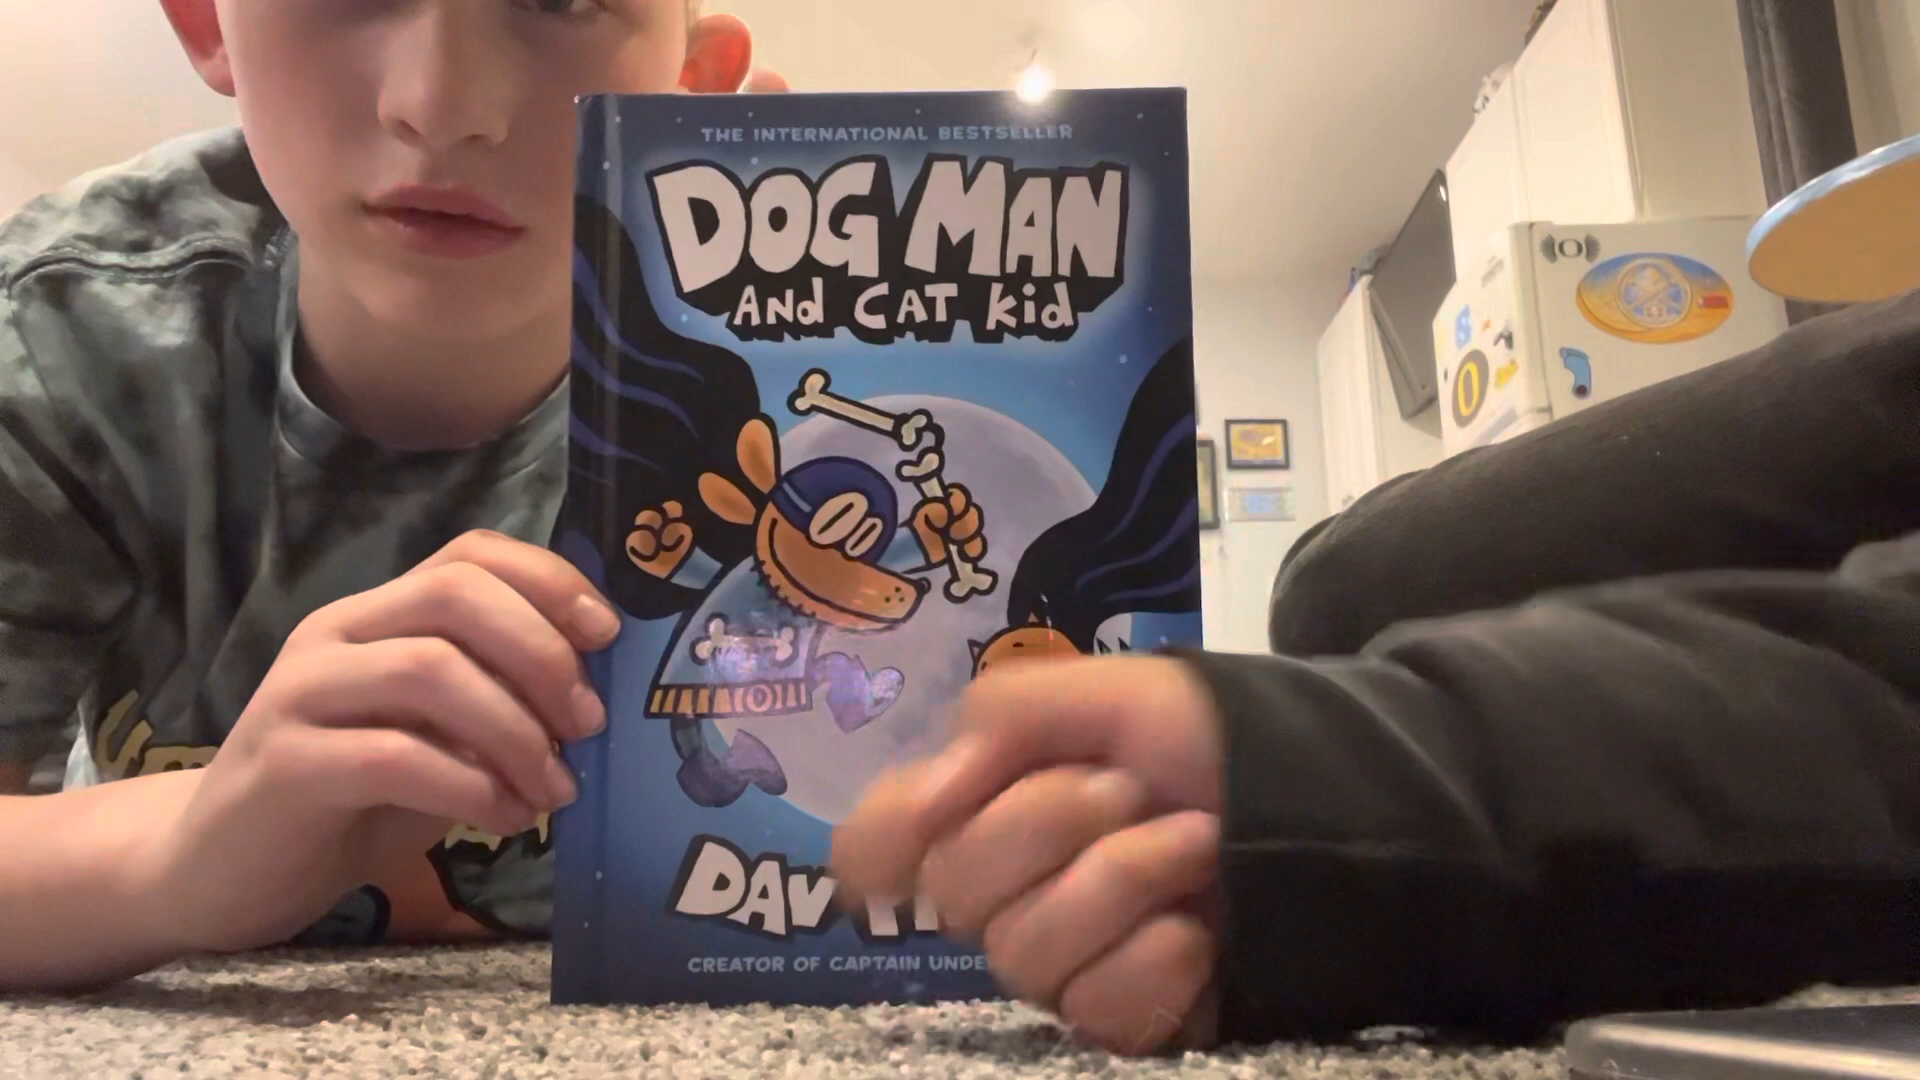 THE INTERNATIONAL BESTSELLER
DOG MAN
AND CAT Kid
DAV
CREATOR OF CAPTAIN UNDE